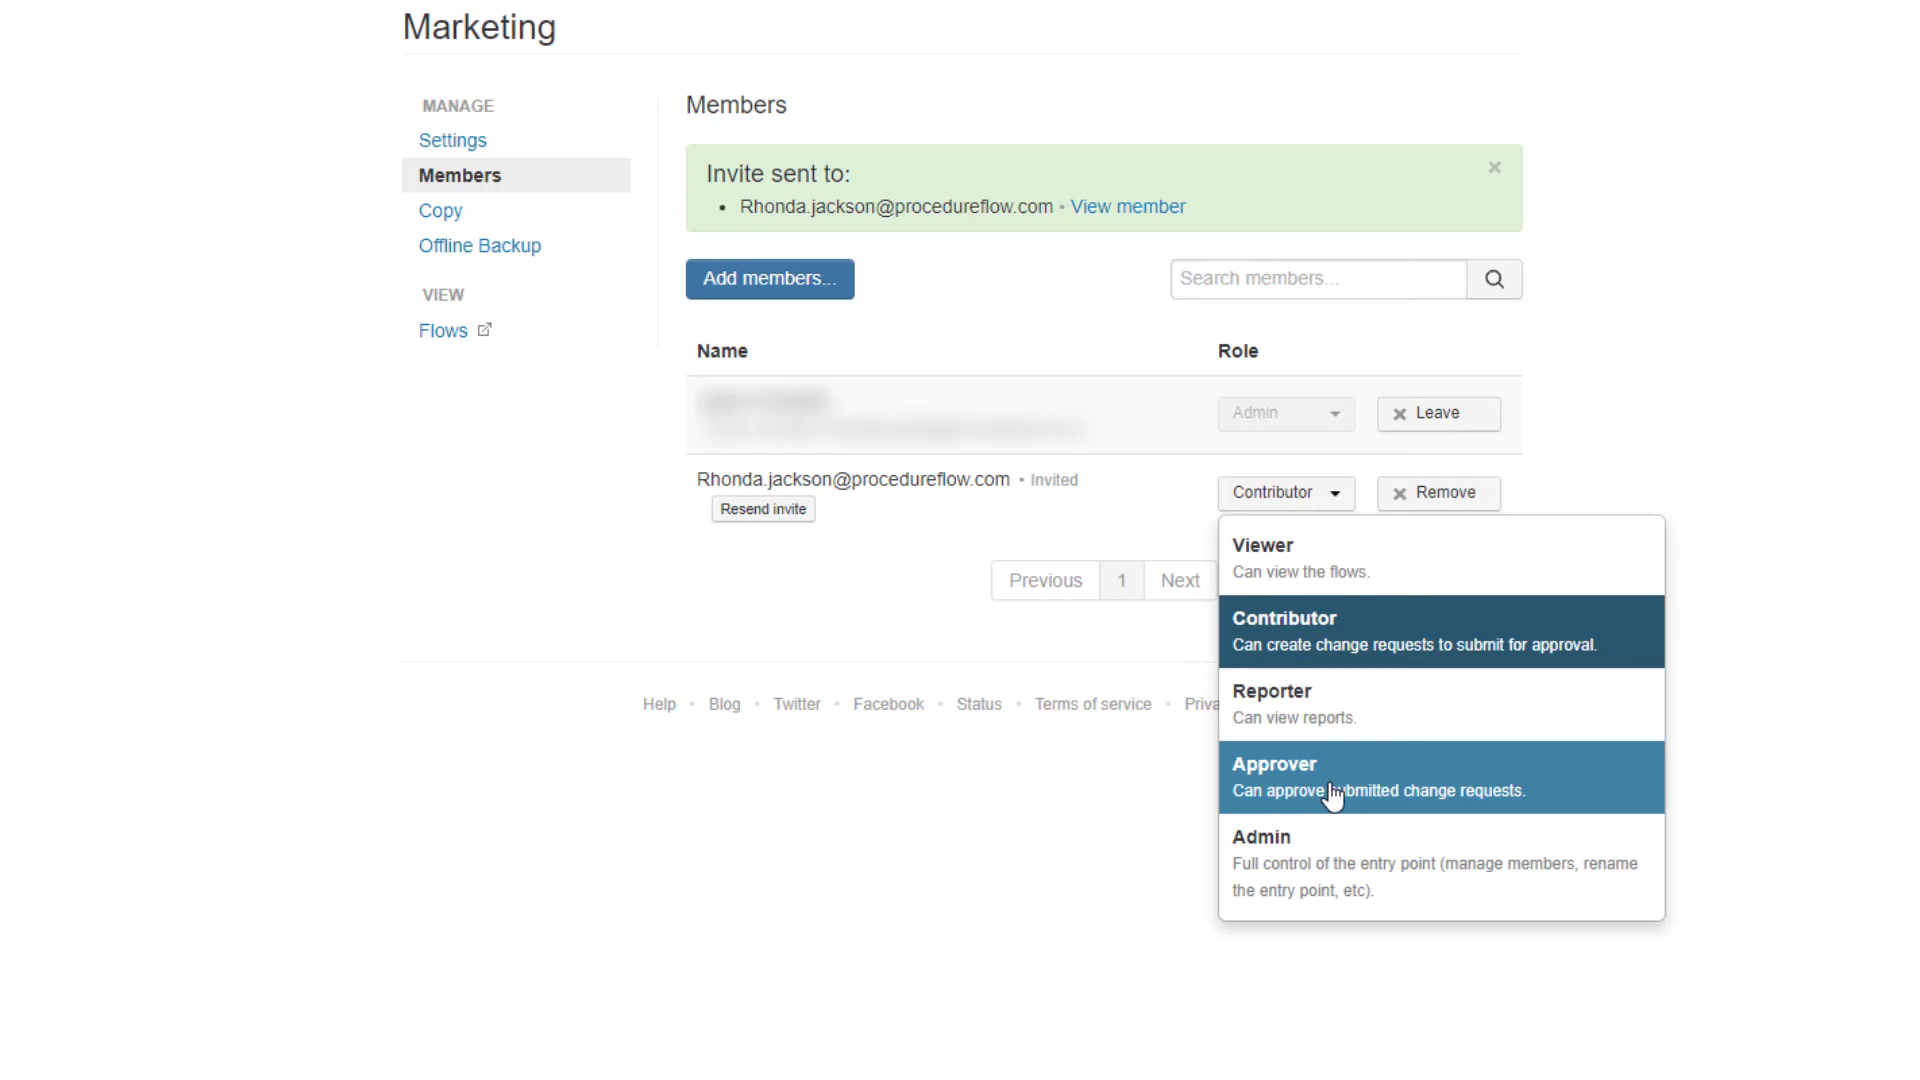 Marketing
MANAGE
Settings
Members
Copy
Offline Backup
VIEW
Flows
Members
Invite sent to:
• Rhonda.jackson@procedureflow.com • View member
×
Add members...
Search members...
Name Role
Admin × Leave
Rhonda.jackson@procedureflow.com • Invited
Resend invite
Contributor × Remove
Viewer
Can view the flows.
Contributor
Can create change requests to submit for approval.
Reporter
Can view reports.
Approver
Can approve submitted change requests.
Admin
Full control of the entry point (manage members, rename
the entry point, etc).
Previous 1 Next
Help • Blog • Twitter • Facebook • Status • Terms of service • Priva